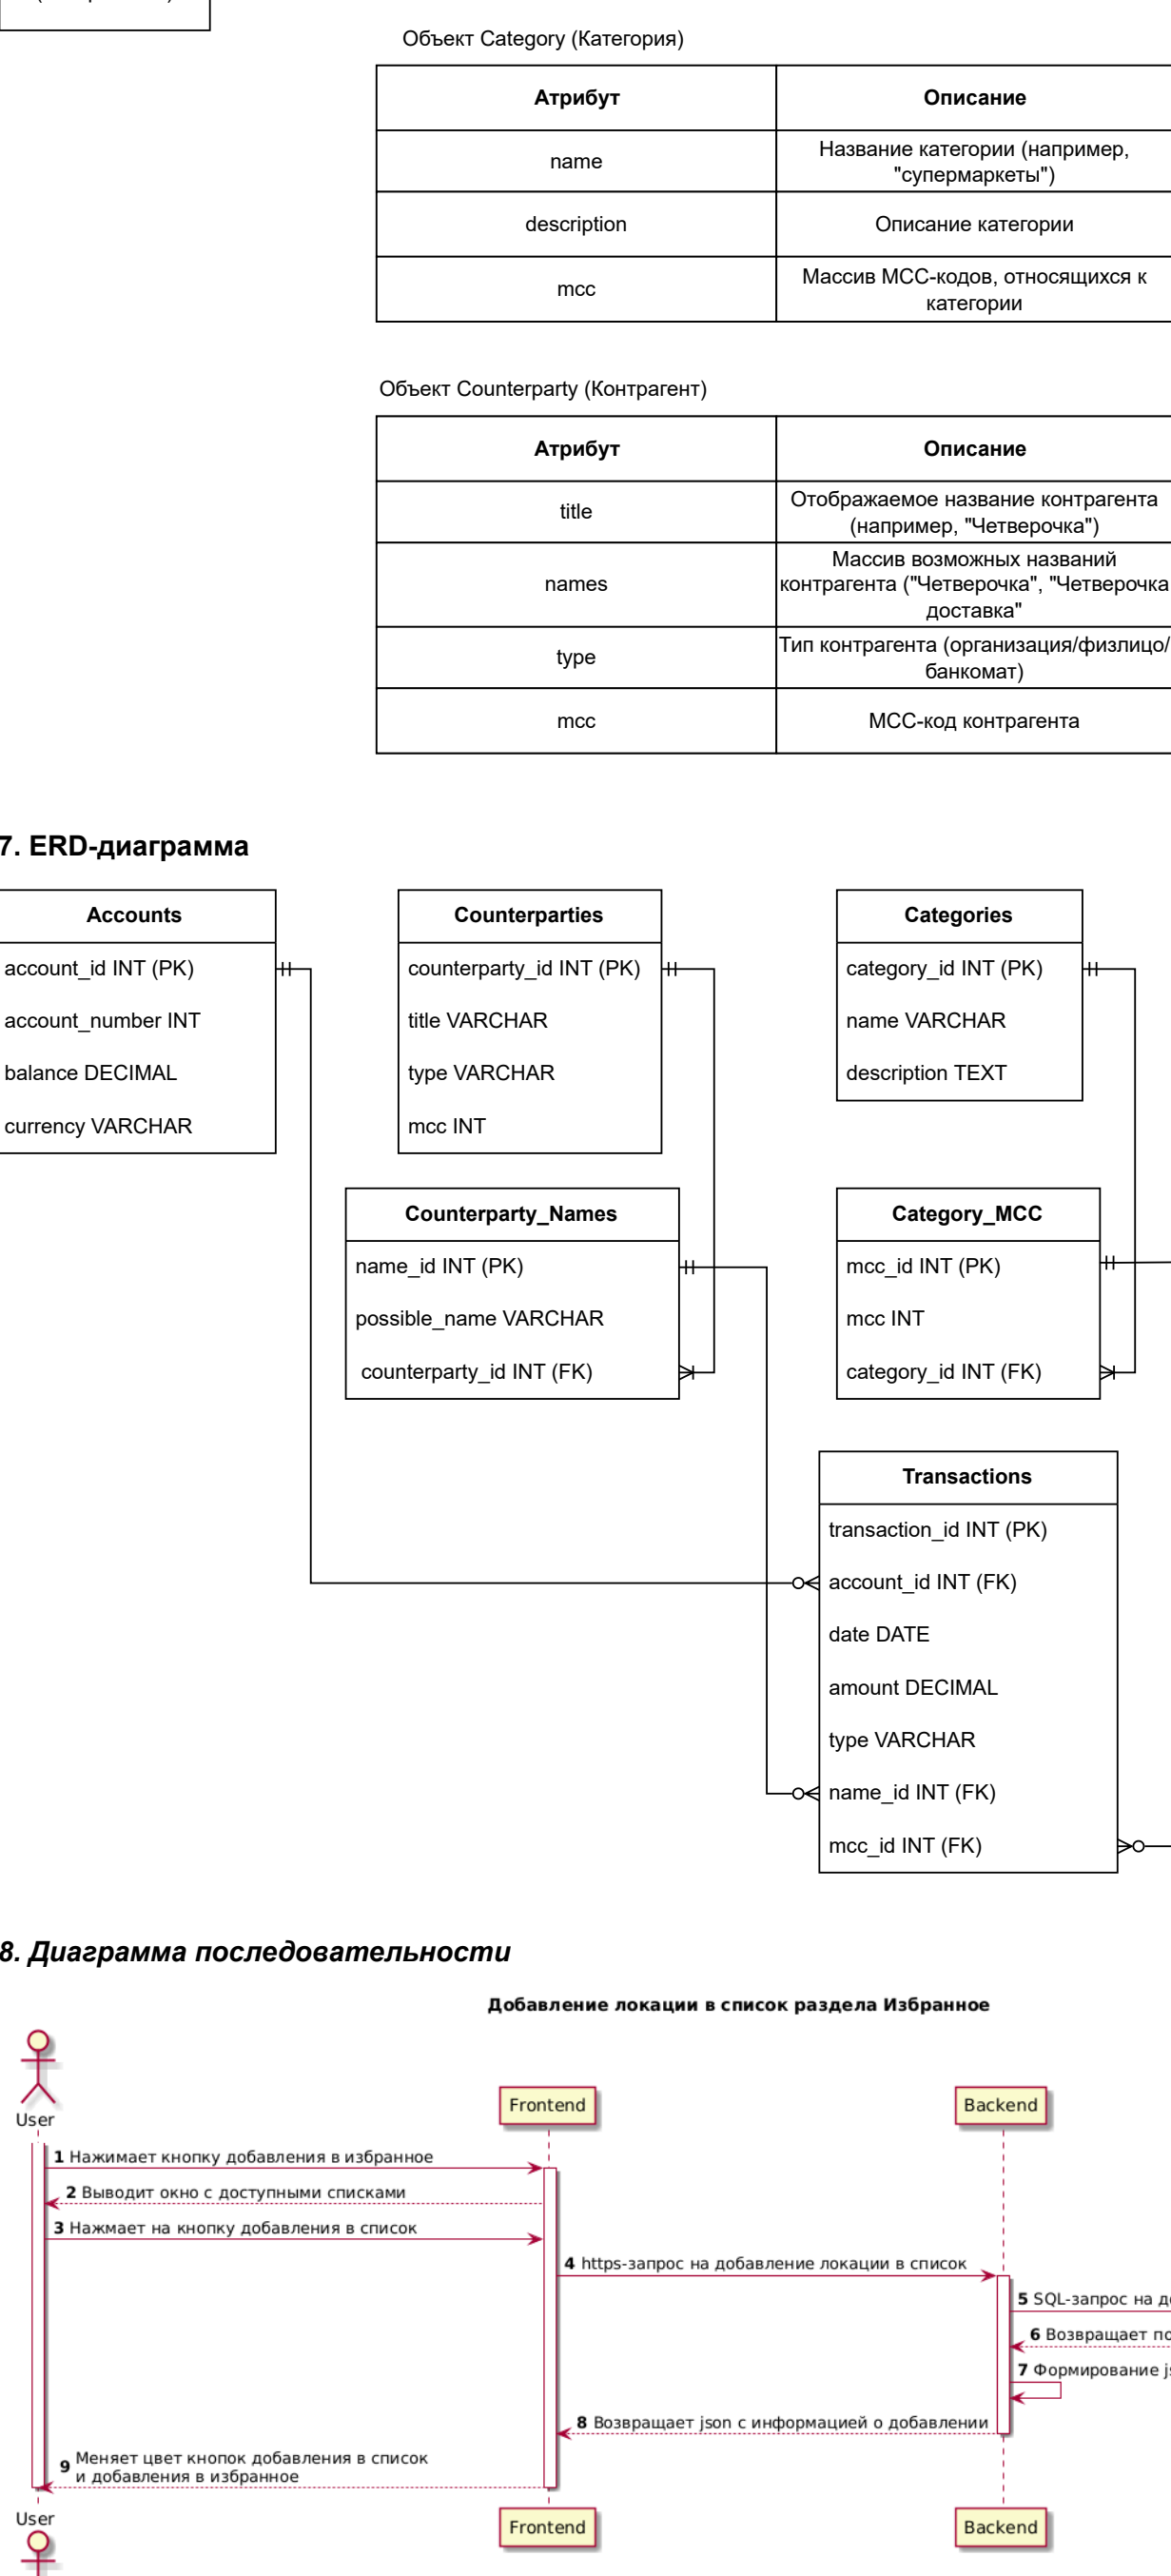 Объект Category (Категория)
Атрибут
Описание
name
Название категории (например,
"супермаркеты")
description
Описание категории
mcc
Массив МСС-кодов, относящихся к
категории
Объект Counterparty (Контрагент)
Атрибут
Описание
title
Отображаемое название контрагента
(например, "Четверочка")
names
Массив возможных названий
контрагента ("Четверочка", "Четверочка
доставка"
type
Тип контрагента (организация/физлицо/
банкомат)
mcc
МСС-код контрагента
7. ERD-диаграмма
Accounts
account_id INT (PK)
account_number INT
balance DECIMAL
currency VARCHAR
Counterparties
counterparty_id INT (PK)
title VARCHAR
type VARCHAR
mcc INT
Categories
category_id INT (PK)
name VARCHAR
description TEXT
Counterparty_Names
name_id INT (PK)
possible_name VARCHAR
counterparty_id INT (FK)
Category_MCC
mcc_id INT (PK)
mcc INT
category_id INT (FK)
Transactions
transaction_id INT (PK)
account_id INT (FK)
date DATE
amount DECIMAL
type VARCHAR
name_id INT (FK)
mcc_id INT (FK)
8. Диаграмма последовательности
Добавление локации в список раздела Избранное
User
Frontend
Backend
1 Нажимает кнопку добавления в избранное
2 Выводит окно с доступными списками
3 Нажмает на кнопку добавления в список
4 https-запрос на добавление локации в список
5 SQL-запрос на
6 Возвращает
7 Формирование
8 Возвращает json с информацией о добавлении
9 Меняет цвет кнопок добавления в список
и добавления в избранное
User
Frontend
Backend